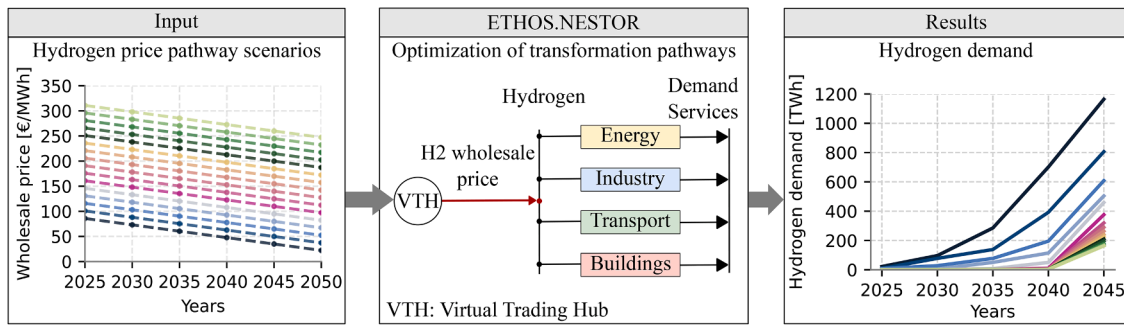 Input
Hydrogen price pathway scenarios
Wholesale price [€/MWh]
350
300
250
200
150
100
50
0
2025 2030 2035 2040 2045 2050
Years
ETHOS.NESTOR
Optimization of transformation pathways
Hydrogen
Demand
Services
H2 wholesale
price
VTH
Energy
Industry
Transport
Buildings
VTH: Virtual Trading Hub
Results
Hydrogen demand
Hydrogen demand [TWh]
1200
1000
800
600
400
200
0
2025 2030 2035 2040 2045
Years